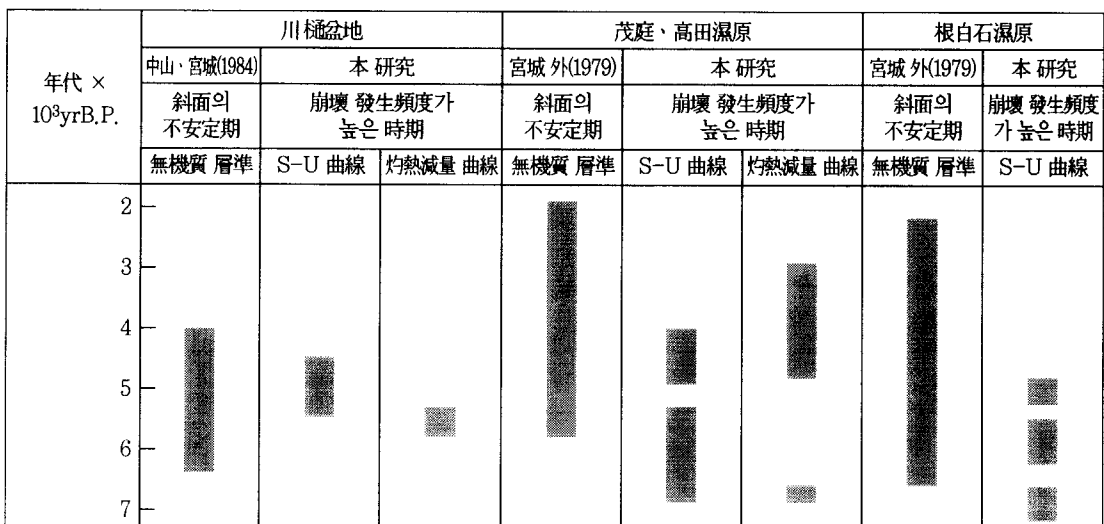 川樋盆地 茂庭、高田濕原 根白石濕原
年代 ×
10³yrB.P.
中山、宮城(1984) 本 研究 宮城 外(1979) 本 研究 宮城 外(1979) 本 研究
斜面의
不安定期
崩壞 發生頻度가
높은 時期
斜面의
不安定期
崩壞 發生頻度가
높은 時期
斜面의
不安定期
崩壞 發生頻度
가 높은 時期
無機質 層準 S-U 曲線 灼熱減量 曲線 無機質 層準 S-U 曲線 灼熱減量 曲線 無機質 層準 S-U 曲線
2
3
4
5
6
7